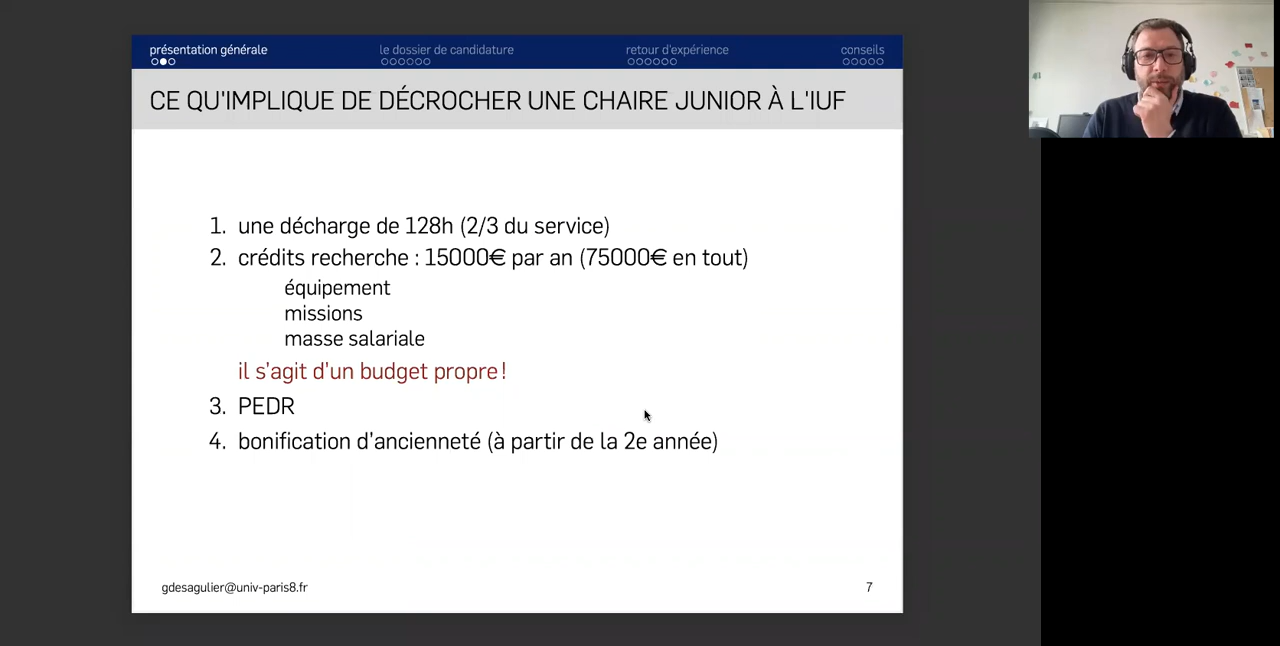 présentation générale
le dossier de candidature
retour d'expérience
conseils
CE QU'IMPLIQUE DE DÉCROCHER UNE CHAIRE JUNIOR À L'IUF
1. une décharge de 128h (2/3 du service)
2. crédits recherche : 15000€ par an (75000€ en tout)
équipement
missions
masse salariale
il s'agit d'un budget propre !
3. PEDR
4. bonification d'ancienneté (à partir de la 2e année)
gdesagulier@univ-paris8.fr
7